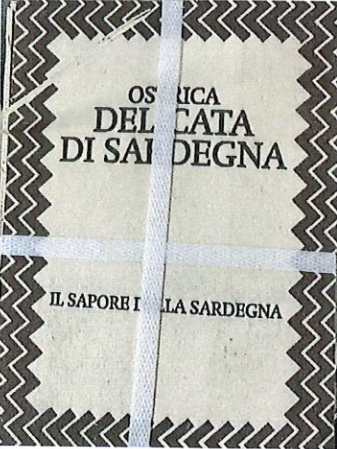 OSTRICA
DELICATA
DI SARDEGNA
IL SAPORE DELLA SARDEGNA